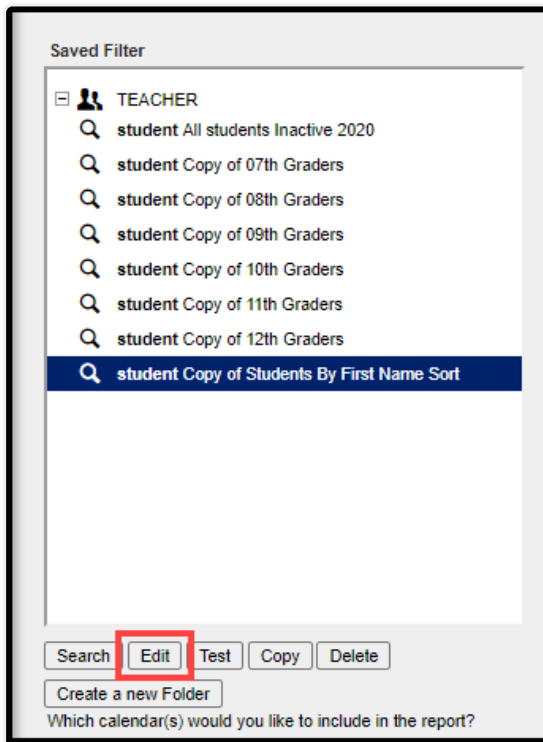 Saved Filter
TEACHER
student All students Inactive 2020
student Copy of 07th Graders
student Copy of 08th Graders
student Copy of 09th Graders
student Copy of 10th Graders
student Copy of 11th Graders
student Copy of 12th Graders
student Copy of Students By First Name Sort
Search Edit Test Copy Delete
Create a new Folder
Which calendar(s) would you like to include in the report?